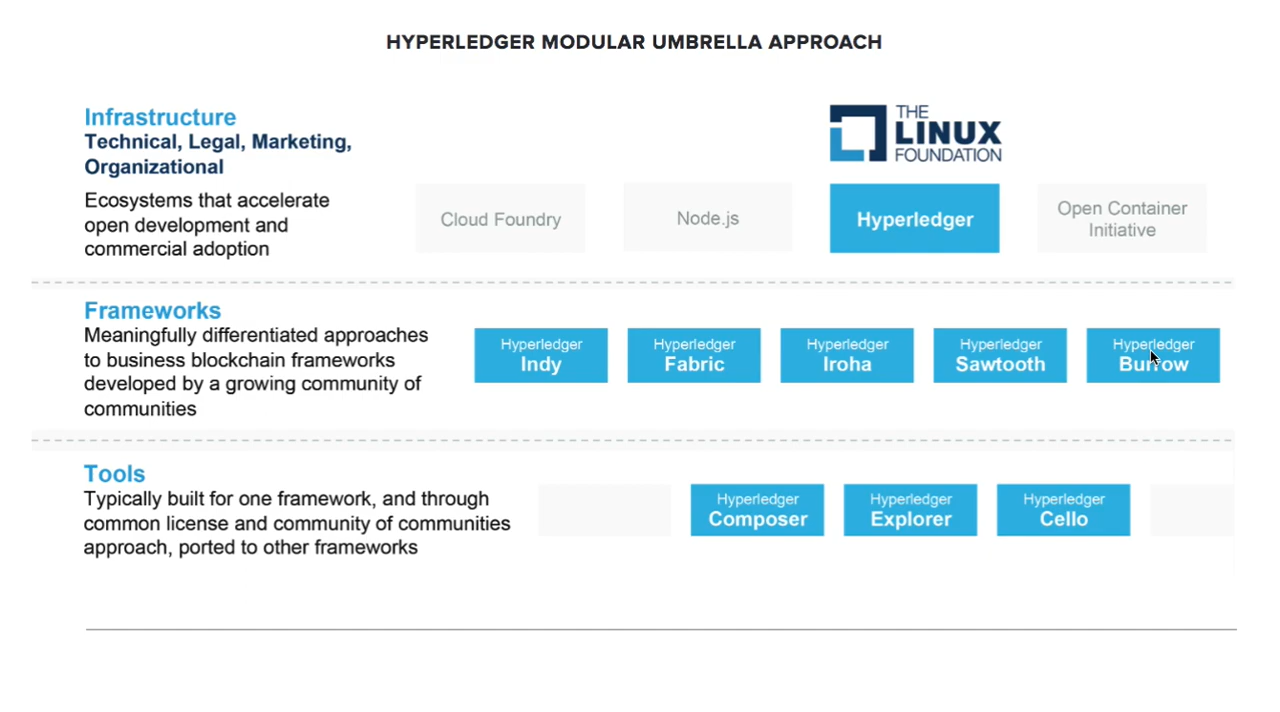 HYPERLEDGER MODULAR UMBRELLA APPROACH
Infrastructure
Technical, Legal, Marketing,
Organizational
Ecosystems that accelerate
open development and
commercial adoption
THE
LINUX
FOUNDATION
Cloud Foundry
Node.js
Hyperledger
Open Container
Initiative
Frameworks
Meaningfully differentiated approaches
to business blockchain frameworks
developed by a growing community of
communities
Hyperledger
Indy
Hyperledger
Fabric
Hyperledger
Iroha
Hyperledger
Sawtooth
Hyperledger
Burrow
Tools
Typically built for one framework, and through
common license and community of communities
approach, ported to other frameworks
Hyperledger
Composer
Hyperledger
Explorer
Hyperledger
Cello